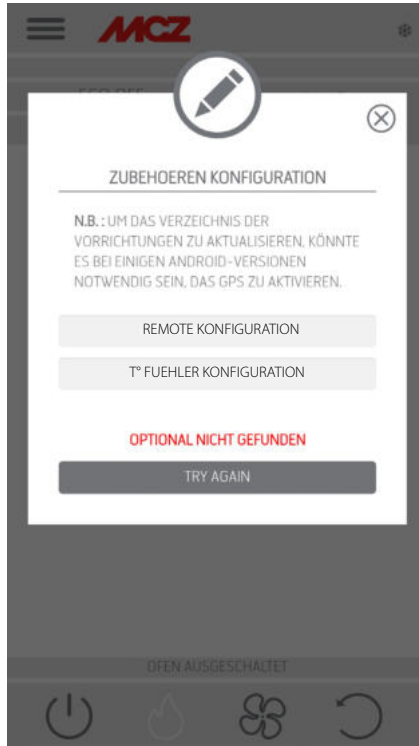 MCZ
ZUBEHOEREN KONFIGURATION
N.B. : UM DAS VERZEICHNIS DER
VORRICHTUNGEN ZU AKTUALISIEREN, KÖNNTE
ES BEI EINIGEN ANDROID-VERSIONEN
NOTWENDIG SEIN, DAS GPS ZU AKTIVIEREN.
REMOTE KONFIGURATION
T° FUEHLER KONFIGURATION
OPTIONAL NICHT GEFUNDEN
TRY AGAIN
OFEN AUSGESCHALTET